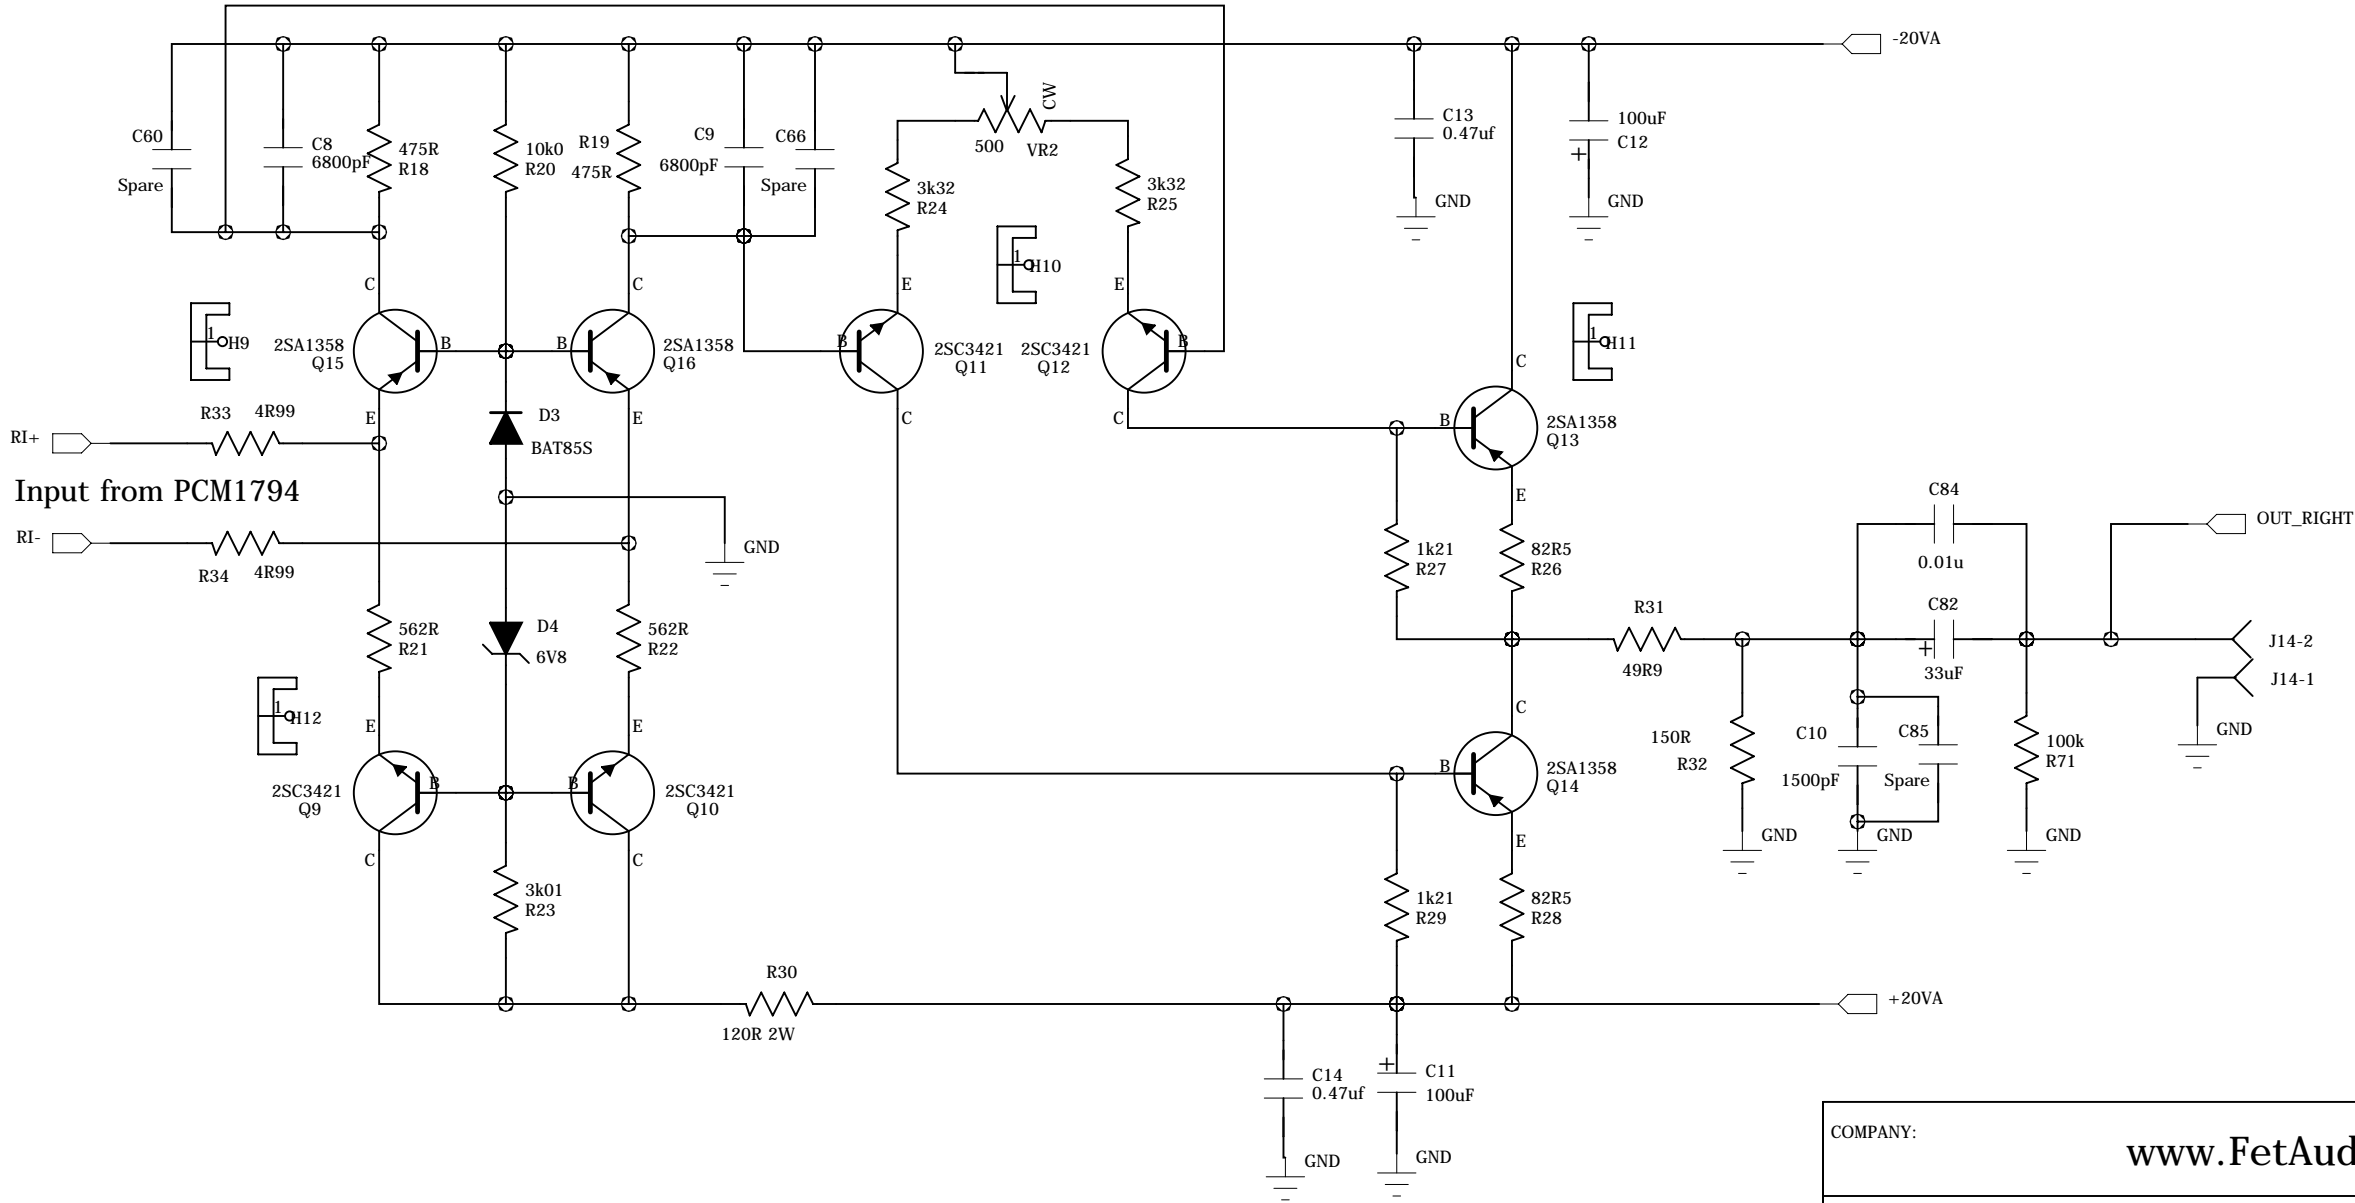 -20VA
CW
C60
Spare
C8
6800pF
475R
R18
10k0
R20
R19
475R
C9
6800pF
C66
Spare
500
VR2
3k32
R24
3k32
R25
C13
0.47uf
GND
100uF
+
C12
GND
1
H10
C
C
E
E
1
H9
2SA1358
Q15
B
B
2SA1358
Q16
B
2SC3421
Q11
2SC3421
Q12
B
1
H11
C
R33
4R99
E
D3
BAT85S
E
C
C
B
2SA1358
Q13
RI+
Input from PCM1794
RI-
R34
4R99
GND
E
C84
0.01u
OUT_RIGHT
1k21
R27
82R5
R26
562R
R21
D4
6V8
562R
R22
R31
49R9
C82
+
33uF
J14-2
J14-1
GND
1
H12
E
E
C
150R
R32
C10
1500pF
C85
Spare
100k
R71
2SC3421
Q9
B
B
2SC3421
Q10
B
2SA1358
Q14
GND
GND
GND
C
C
E
3k01
R23
1k21
R29
82R5
R28
R30
120R 2W
+20VA
C14
0.47uf
GND
+
C11
100uF
GND
COMPANY:
www.FetAud